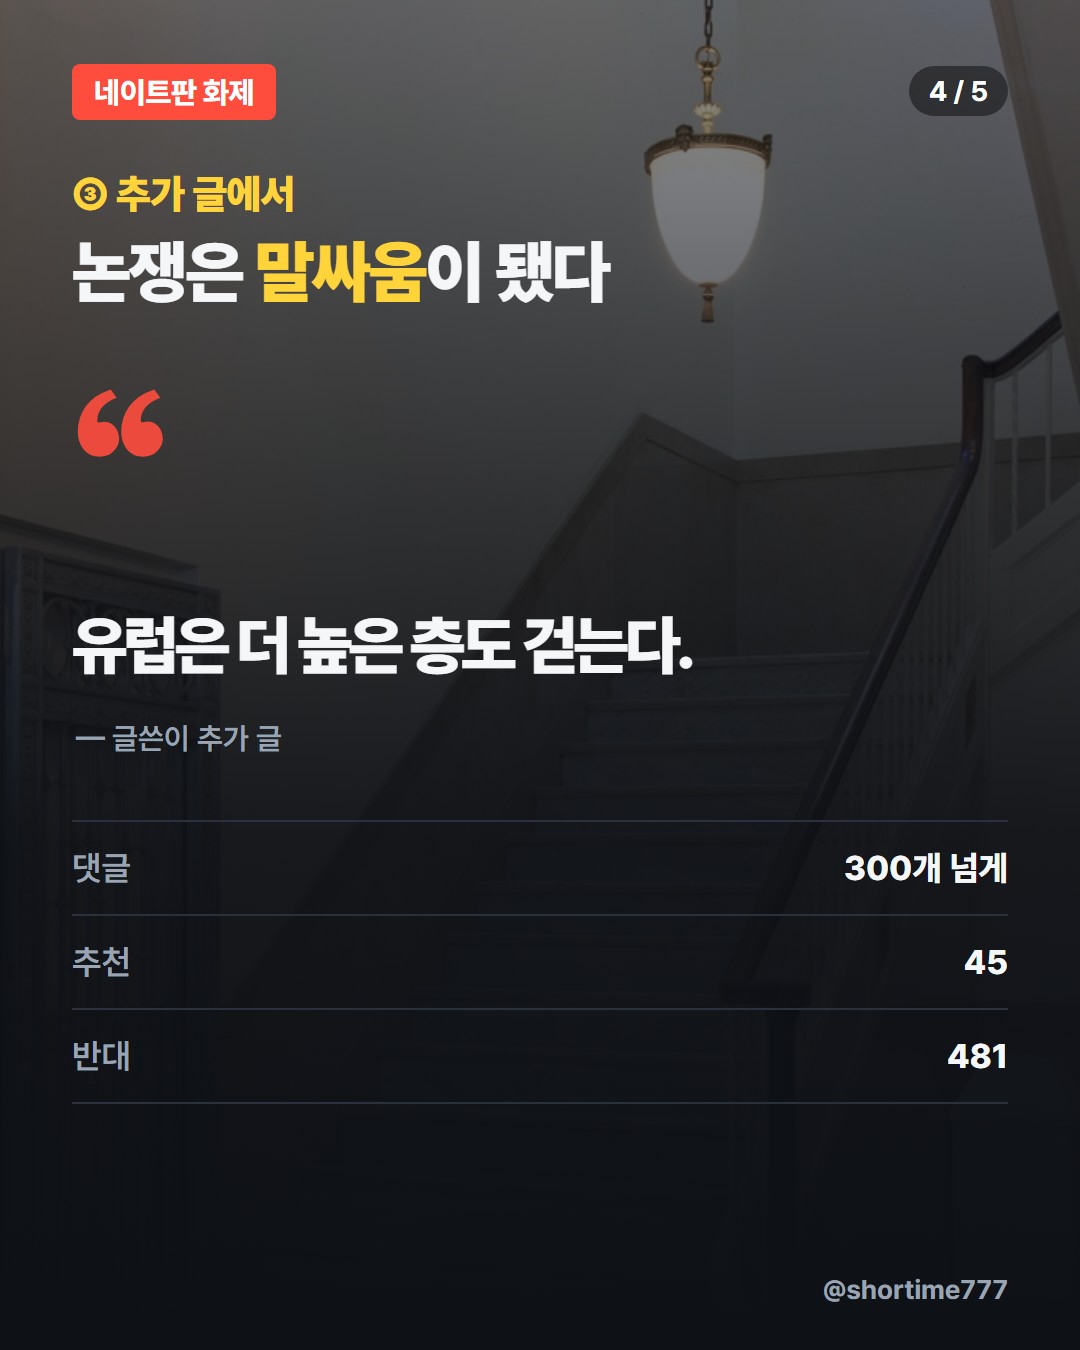 네이트판 화제
4 / 5
③ 추가 글에서
논쟁은 말싸움이 됐다
“
유럽은 더 높은 층도 걷는다.
— 글쓴이 추가 글
댓글 300개 넘게
추천 45
반대 481
@shortime777